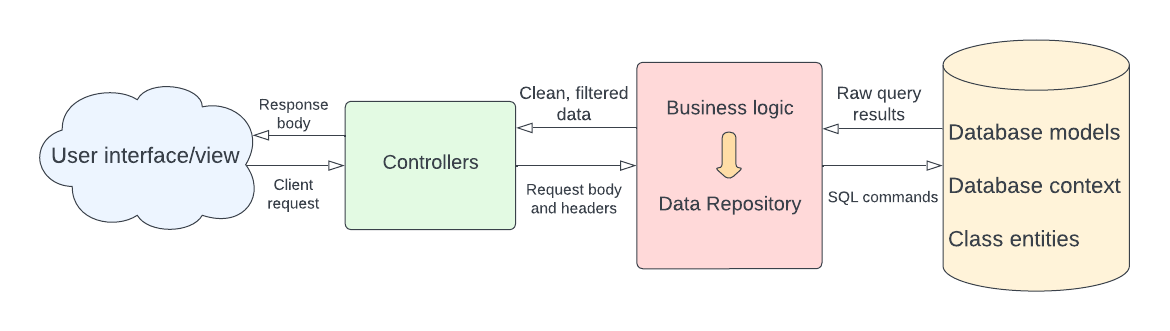 User interface/view
Response
body
Client
request
Controllers
Clean, filtered
data
Request body
and headers
Business logic
Data Repository
Raw query
results
SQL commands
Database models
Database context
Class entities